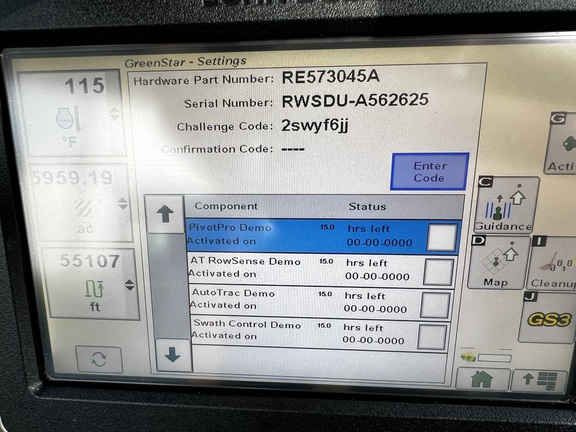 GreenStar - Settings
115
°F
5959.19
ac
55107
ft
Hardware Part Number: RE573045A
Serial Number: RWSDU-A562625
Challenge Code: 2swyf6jj
Confirmation Code: ----
Enter Code
Component Status
PivotPro Demo 15.0 hrs left
Activated on 00-00-0000
AT RowSense Demo 15.0 hrs left
Activated on 00-00-0000
AutoTrac Demo 15.0 hrs left
Activated on 00-00-0000
Swath Control Demo 15.0 hrs left
Activated on 00-00-0000
G
Acti
C
Guidance
D
Map
I
Cleanu
J
GS3